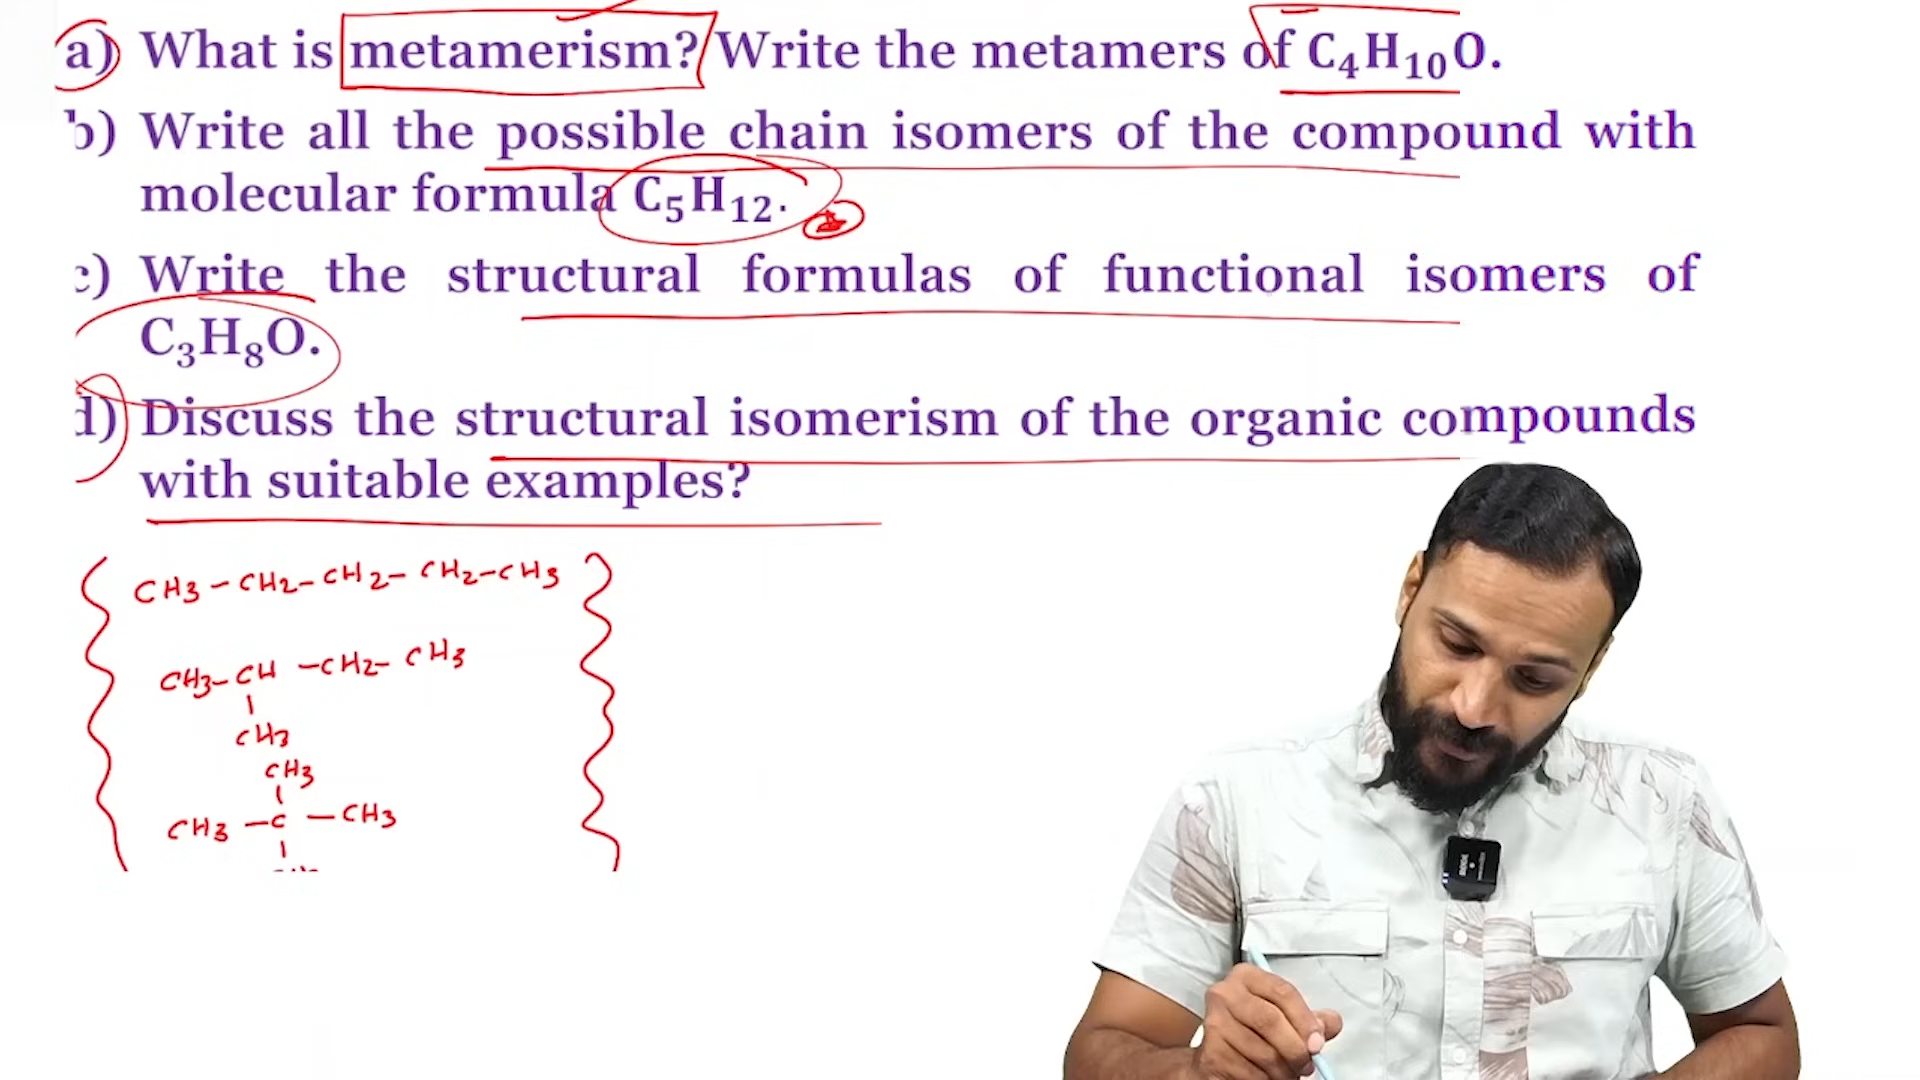 a) What is metamerism? Write the metamers of C₄H₁₀O.
b) Write all the possible chain isomers of the compound with
molecular formula C₅H₁₂.
c) Write the structural formulas of functional isomers of
C₃H₈O.
d) Discuss the structural isomerism of the organic compounds
with suitable examples?
CH3-CH2-CH2-CH2-CH3
CH3-CH-CH2-CH3
|
CH3
CH3
|
CH3-C-CH3
|